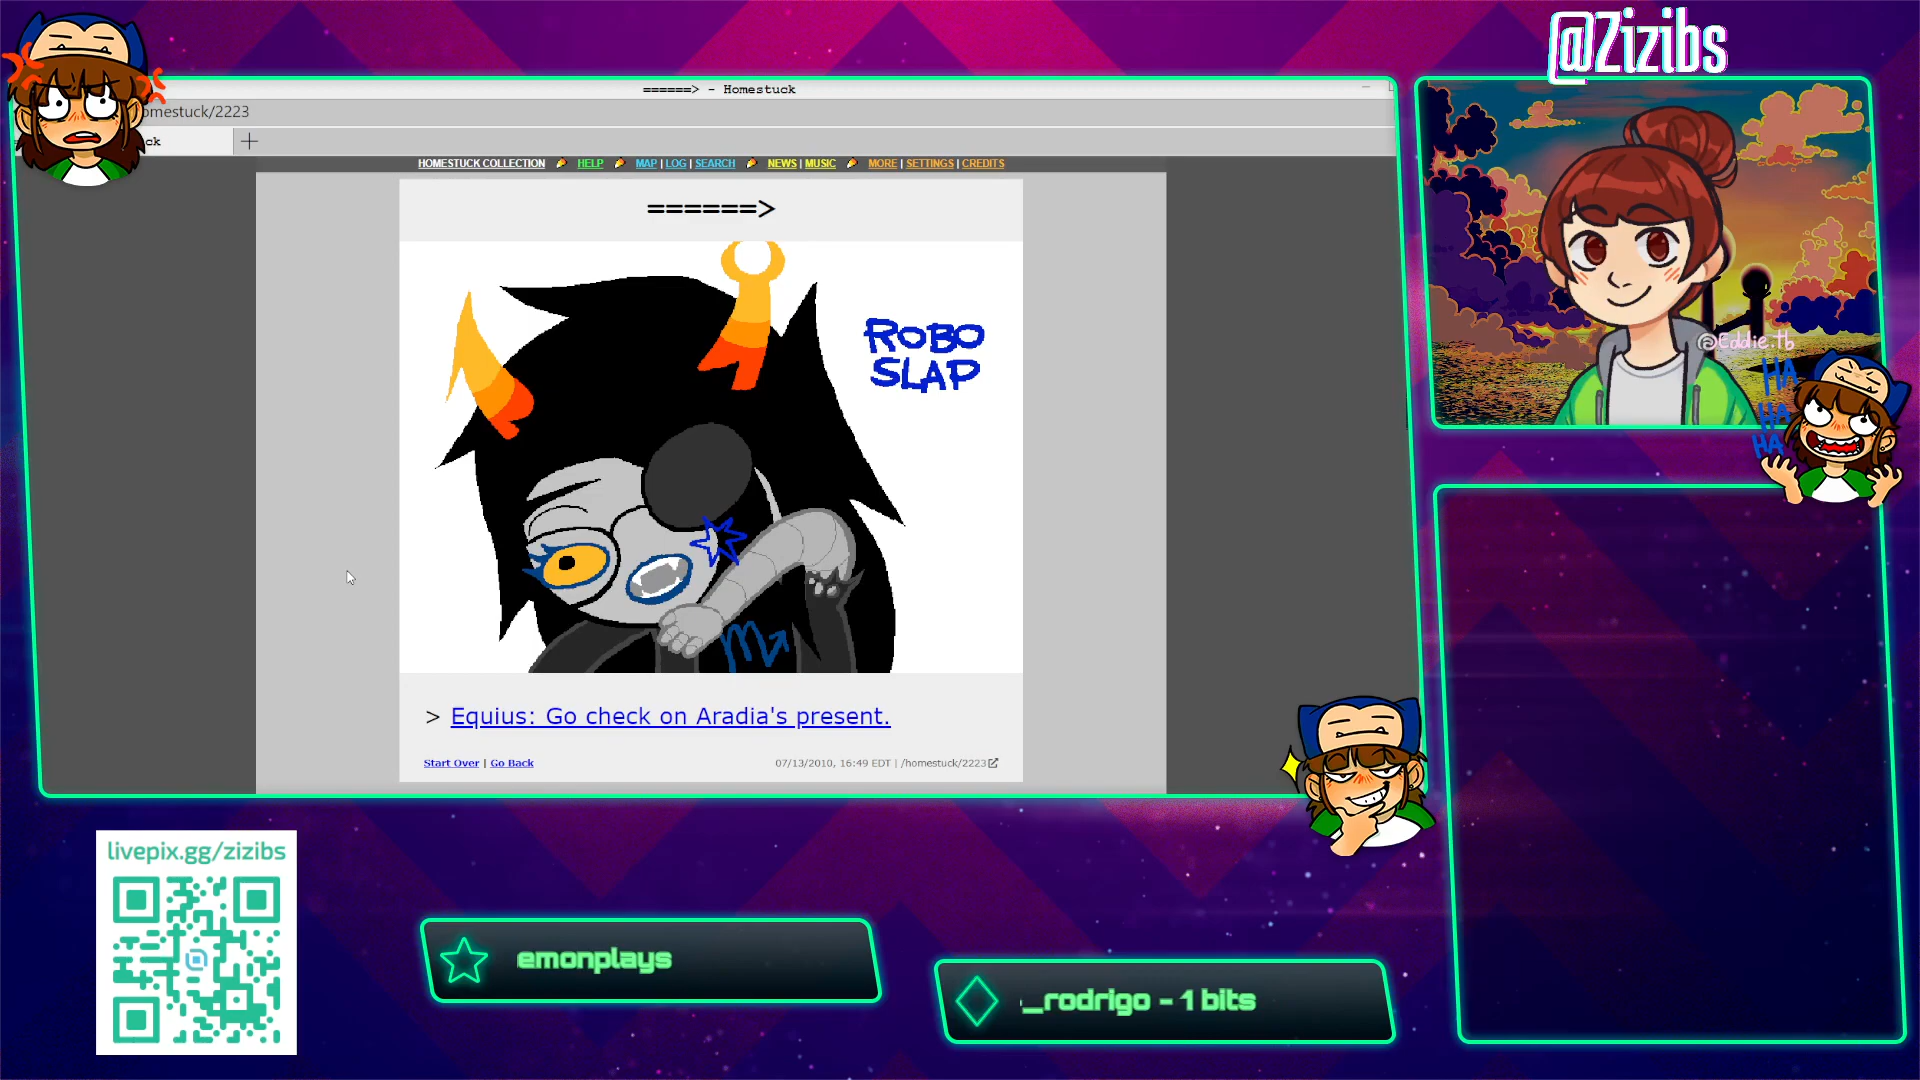 @Zizibs
======> - Homestuck
omestuck/2223
ck
HOMESTUCK COLLECTION HELP MAP | LOG | SEARCH NEWS | MUSIC MORE | SETTINGS | CREDITS
======>
ROBO
SLAP
@Eddie.tb
HA
HA
HA
> Equius: Go check on Aradia's present.
Start Over | Go Back
07/13/2010, 16:49 EDT | /homestuck/2223
livepix.gg/zizibs
emonplays
_rodrigo - 1 bits